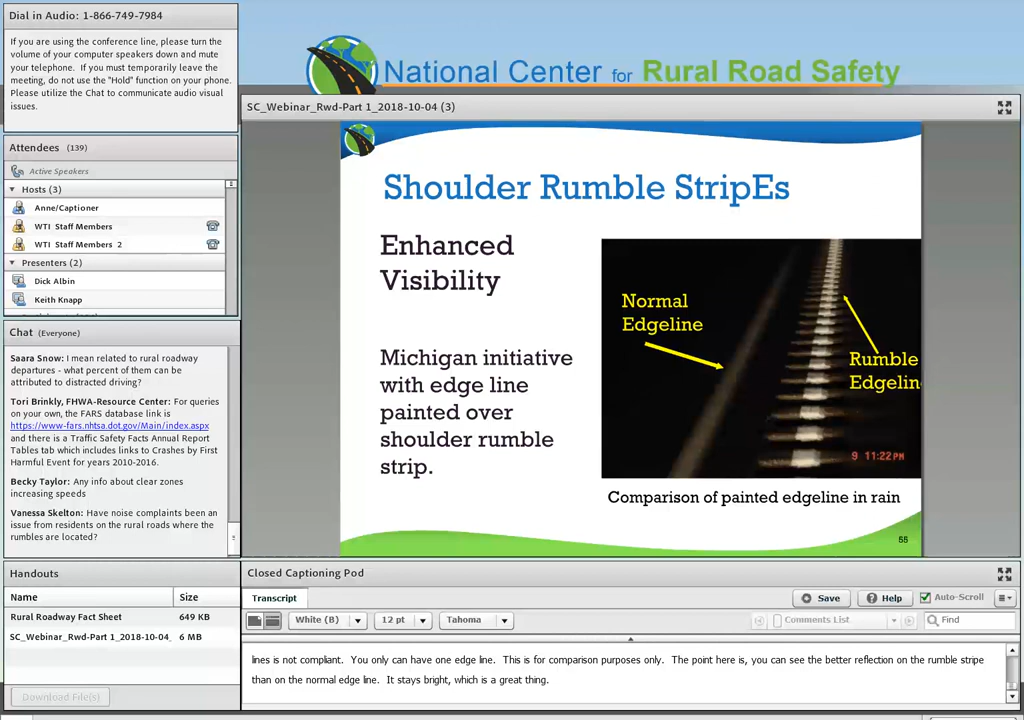 Dial in Audio: 1-866-749-7984
If you are using the conference line, please turn the
volume of your computer speakers down and mute
your telephone. If you must temporarily leave the
meeting, do not use the "Hold" function on your phone.
Please utilize the Chat to communicate audio visual
issues.
National Center for Rural Road Safety
SC_Webinar_Rwd-Part 1_2018-10-04 (3)
Attendees (139)
Active Speakers
Hosts (3)
Anne/Captioner
WTI Staff Members
WTI Staff Members 2
Presenters (2)
Dick Albin
Keith Knapp
Chat (Everyone)
Saara Snow: I mean related to rural roadway
departures - what percent of them can be
attributed to distracted driving?
Tori Brinkly, FHWA-Resource Center: For queries
on your own, the FARS database link is
https://www-fars.nhtsa.dot.gov/Main/index.aspx
and there is a Traffic Safety Facts Annual Report
Tables tab which includes links to Crashes by First
Harmful Event for years 2010-2016.
Becky Taylor: Any info about clear zones
increasing speeds
Vanessa Skelton: Have noise complaints been an
issue from residents on the rural roads where the
rumbles are located?
Shoulder Rumble StripEs
Enhanced
Visibility
Michigan initiative
with edge line
painted over
shoulder rumble
strip.
Normal
Edgeline
Rumble
Edgelin
9 11:22PM
Comparison of painted edgeline in rain
55
Handouts
Name Size
Rural Roadway Fact Sheet 649 KB
SC_Webinar_Rwd-Part 1_2018-10-04_ 6 MB
Download File(s)
Closed Captioning Pod
Transcript
Save
Help
Auto-Scroll
White (B)
12 pt
Tahoma
Comments List
Find
lines is not compliant. You only can have one edge line. This is for comparison purposes only. The point here is, you can see the better reflection on the rumble stripe
than on the normal edge line. It stays bright, which is a great thing.